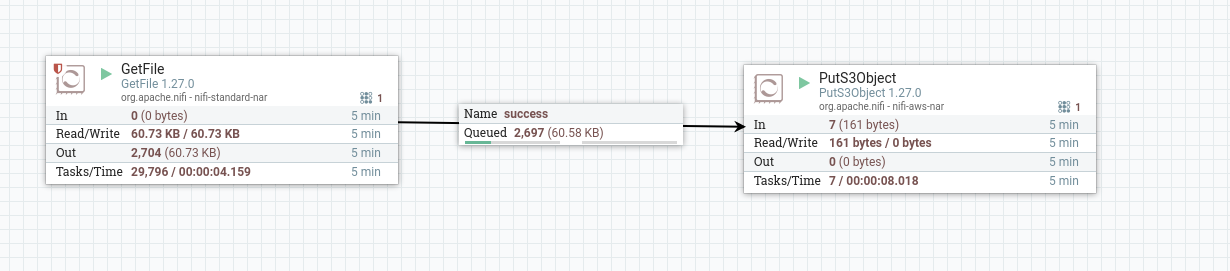 GetFile
GetFile 1.27.0
org.apache.nifi - nifi-standard-nar
1
In 0 (0 bytes) 5 min
Read/Write 60.73 KB / 60.73 KB 5 min
Out 2,704 (60.73 KB) 5 min
Tasks/Time 29,796 / 00:00:04.159 5 min
Name success
Queued 2,697 (60.58 KB)
PutS3Object
PutS3Object 1.27.0
org.apache.nifi - nifi-aws-nar
1
In 7 (161 bytes) 5 min
Read/Write 161 bytes / 0 bytes 5 min
Out 0 (0 bytes) 5 min
Tasks/Time 7 / 00:00:08.018 5 min